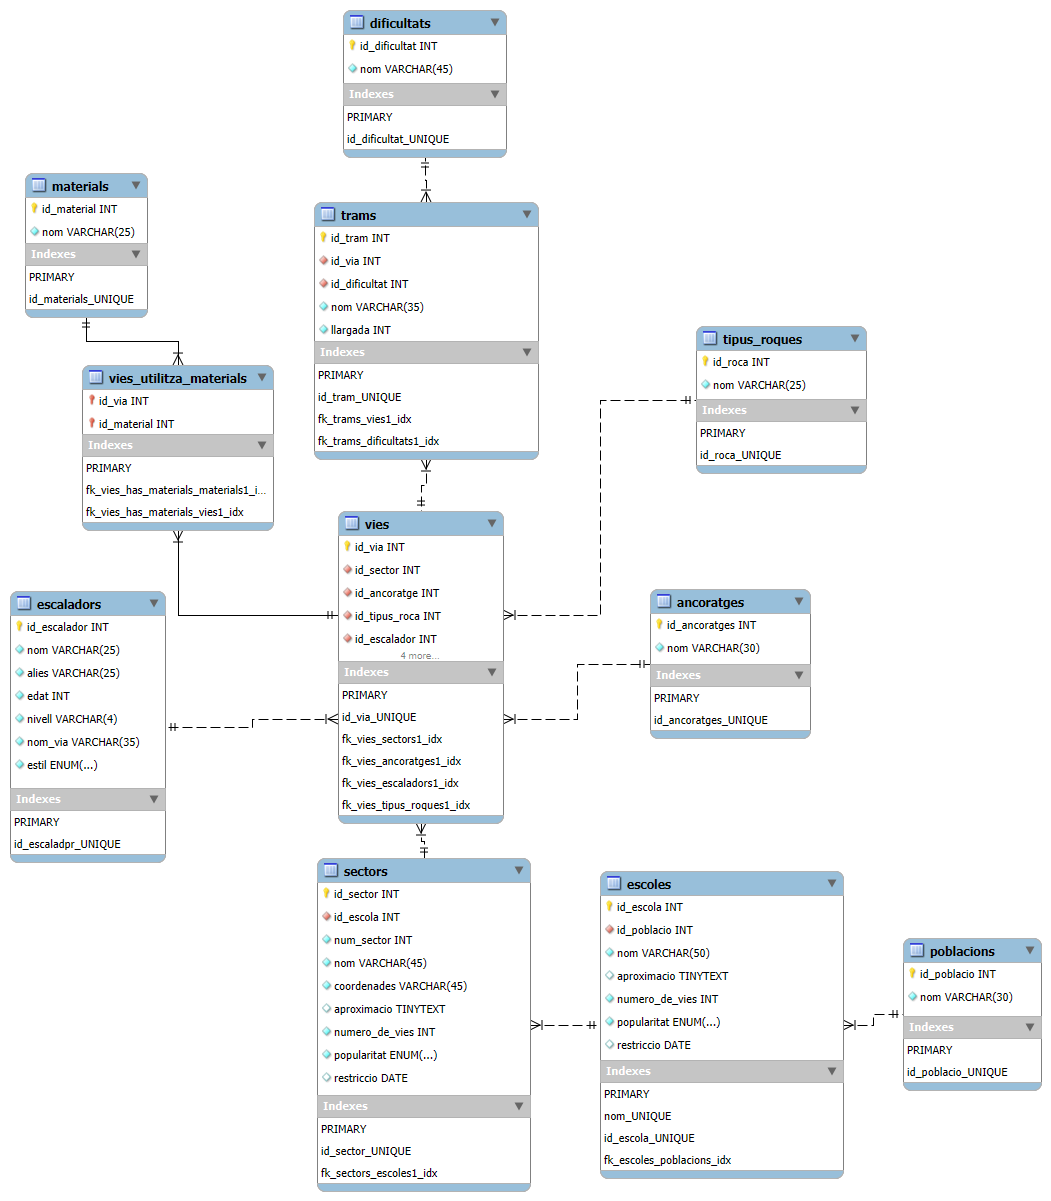 dificultats
id_dificultat INT
nom VARCHAR(45)
Indexes
PRIMARY
id_dificultat_UNIQUE
materials
id_material INT
nom VARCHAR(25)
Indexes
PRIMARY
id_materials_UNIQUE
trams
id_tram INT
id_via INT
id_dificultat INT
nom VARCHAR(35)
llargada INT
Indexes
PRIMARY
id_tram_UNIQUE
fk_trams_vies1_idx
fk_trams_dificultats1_idx
tipus_roques
id_roca INT
nom VARCHAR(25)
Indexes
PRIMARY
id_roca_UNIQUE
vies_utilitza_materials
id_via INT
id_material INT
Indexes
PRIMARY
fk_vies_has_materials_materials1_i...
fk_vies_has_materials_vies1_idx
vies
id_via INT
id_sector INT
id_ancoratge INT
id_tipus_roca INT
id_escalador INT
4 more...
Indexes
PRIMARY
id_via_UNIQUE
fk_vies_sectors1_idx
fk_vies_ancoratges1_idx
fk_vies_escaladors1_idx
fk_vies_tipus_roques1_idx
escaladors
id_escalador INT
nom VARCHAR(25)
alies VARCHAR(25)
edat INT
nivell VARCHAR(4)
nom_via VARCHAR(35)
estil ENUM(...)
Indexes
PRIMARY
id_escaladpr_UNIQUE
ancoratges
id_ancoratges INT
nom VARCHAR(30)
Indexes
PRIMARY
id_ancoratges_UNIQUE
sectors
id_sector INT
id_escola INT
num_sector INT
nom VARCHAR(45)
coordenades VARCHAR(45)
aproximacio TINYTEXT
numero_de_vies INT
popularitat ENUM(...)
restriccio DATE
Indexes
PRIMARY
id_sector_UNIQUE
fk_sectors_escoles1_idx
escoles
id_escola INT
id_poblacio INT
nom VARCHAR(50)
aproximacio TINYTEXT
numero_de_vies INT
popularitat ENUM(...)
restriccio DATE
Indexes
PRIMARY
nom_UNIQUE
id_escola_UNIQUE
fk_escoles_poblacions_idx
poblacions
id_poblacio INT
nom VARCHAR(30)
Indexes
PRIMARY
id_poblacio_UNIQUE